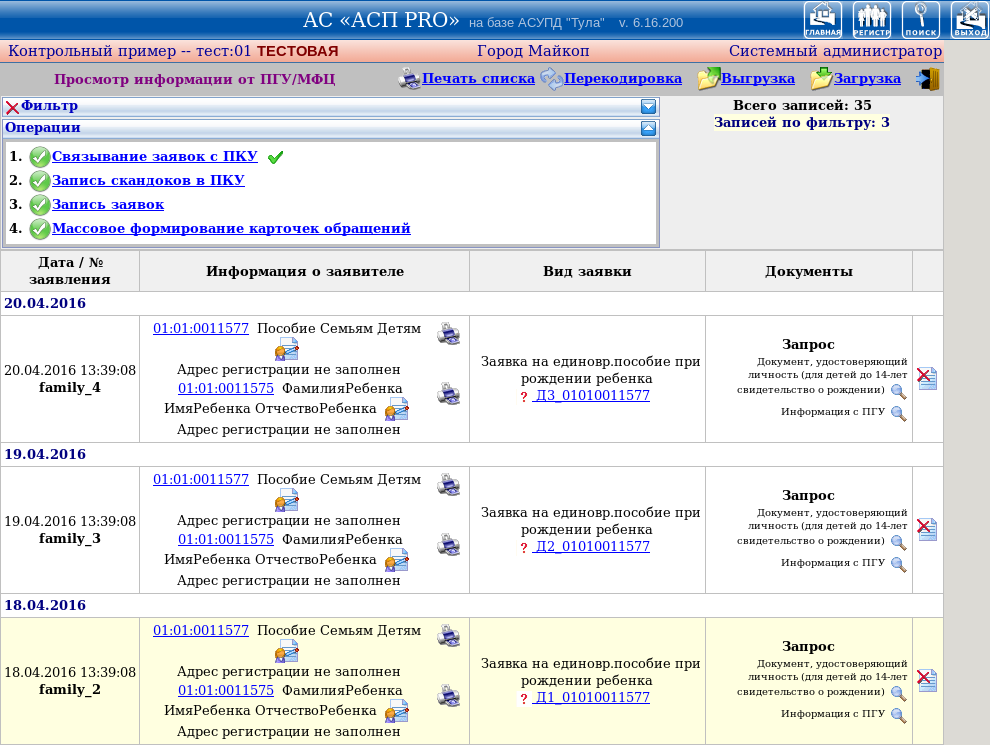 АС «АСП PRO» на базе АСУПД "Тула" v. 6.16.200
ГЛАВНАЯ РЕГИСТР ПОИСК ВЫХОД
Контрольный пример -- тест:01 ТЕСТОВАЯ Город Майкоп Системный администратор
Просмотр информации от ПГУ/МФЦ Печать списка Перекодировка Выгрузка Загрузка
Фильтр
Всего записей: 35
Записей по фильтру: 3
Операции
1. Связывание заявок с ПКУ
2. Запись скандоков в ПКУ
3. Запись заявок
4. Массовое формирование карточек обращений
Дата / №
заявления
Информация о заявителе
Вид заявки
Документы
20.04.2016
20.04.2016 13:39:08
family_4
01:01:0011577 Пособие Семьям Детям
Адрес регистрации не заполнен
01:01:0011575 ФамилияРебенка
ИмяРебенка ОтчествоРебенка
Адрес регистрации не заполнен
Заявка на единовр.пособие при
рождении ребенка
? Д3_01010011577
Запрос
Документ, удостоверяющий
личность (для детей до 14-лет
свидетельство о рождении)
Информация с ПГУ
19.04.2016
19.04.2016 13:39:08
family_3
01:01:0011577 Пособие Семьям Детям
Адрес регистрации не заполнен
01:01:0011575 ФамилияРебенка
ИмяРебенка ОтчествоРебенка
Адрес регистрации не заполнен
Заявка на единовр.пособие при
рождении ребенка
? Д2_01010011577
Запрос
Документ, удостоверяющий
личность (для детей до 14-лет
свидетельство о рождении)
Информация с ПГУ
18.04.2016
18.04.2016 13:39:08
family_2
01:01:0011577 Пособие Семьям Детям
Адрес регистрации не заполнен
01:01:0011575 ФамилияРебенка
ИмяРебенка ОтчествоРебенка
Адрес регистрации не заполнен
Заявка на единовр.пособие при
рождении ребенка
? Д1_01010011577
Запрос
Документ, удостоверяющий
личность (для детей до 14-лет
свидетельство о рождении)
Информация с ПГУ